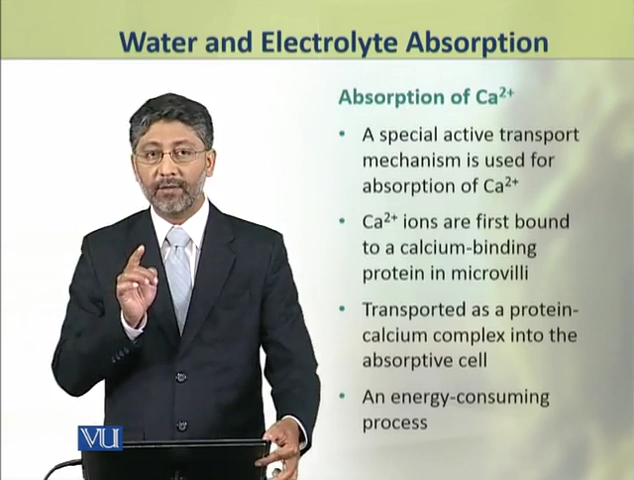 Water and Electrolyte Absorption
Absorption of Ca²⁺
• A special active transport
mechanism is used for
absorption of Ca²⁺
• Ca²⁺ ions are first bound
to a calcium-binding
protein in microvilli
• Transported as a protein-
calcium complex into the
absorptive cell
• An energy-consuming
process
VU